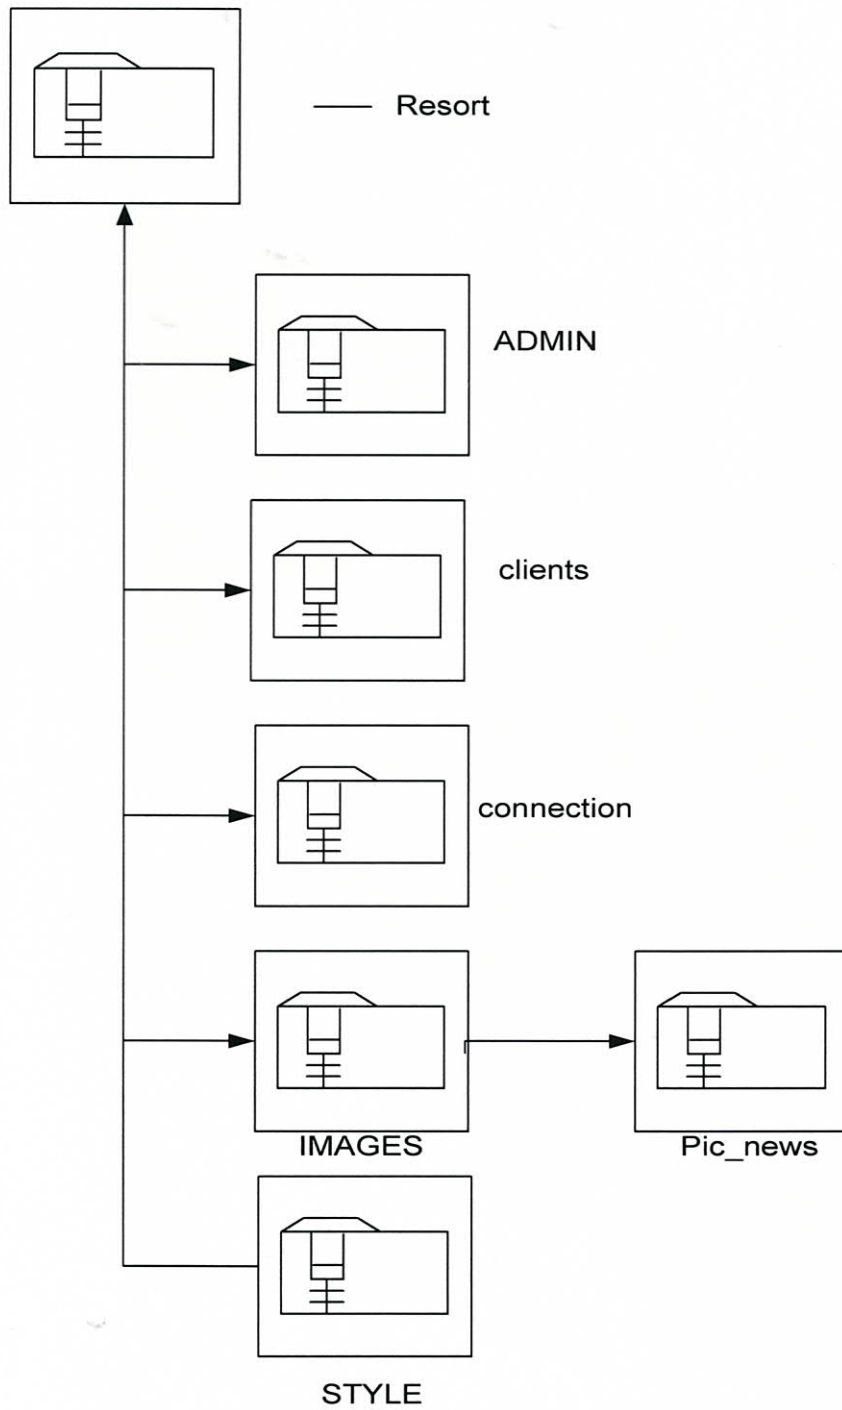 Resort
ADMIN
clients
connection
IMAGES
Pic_news
STYLE